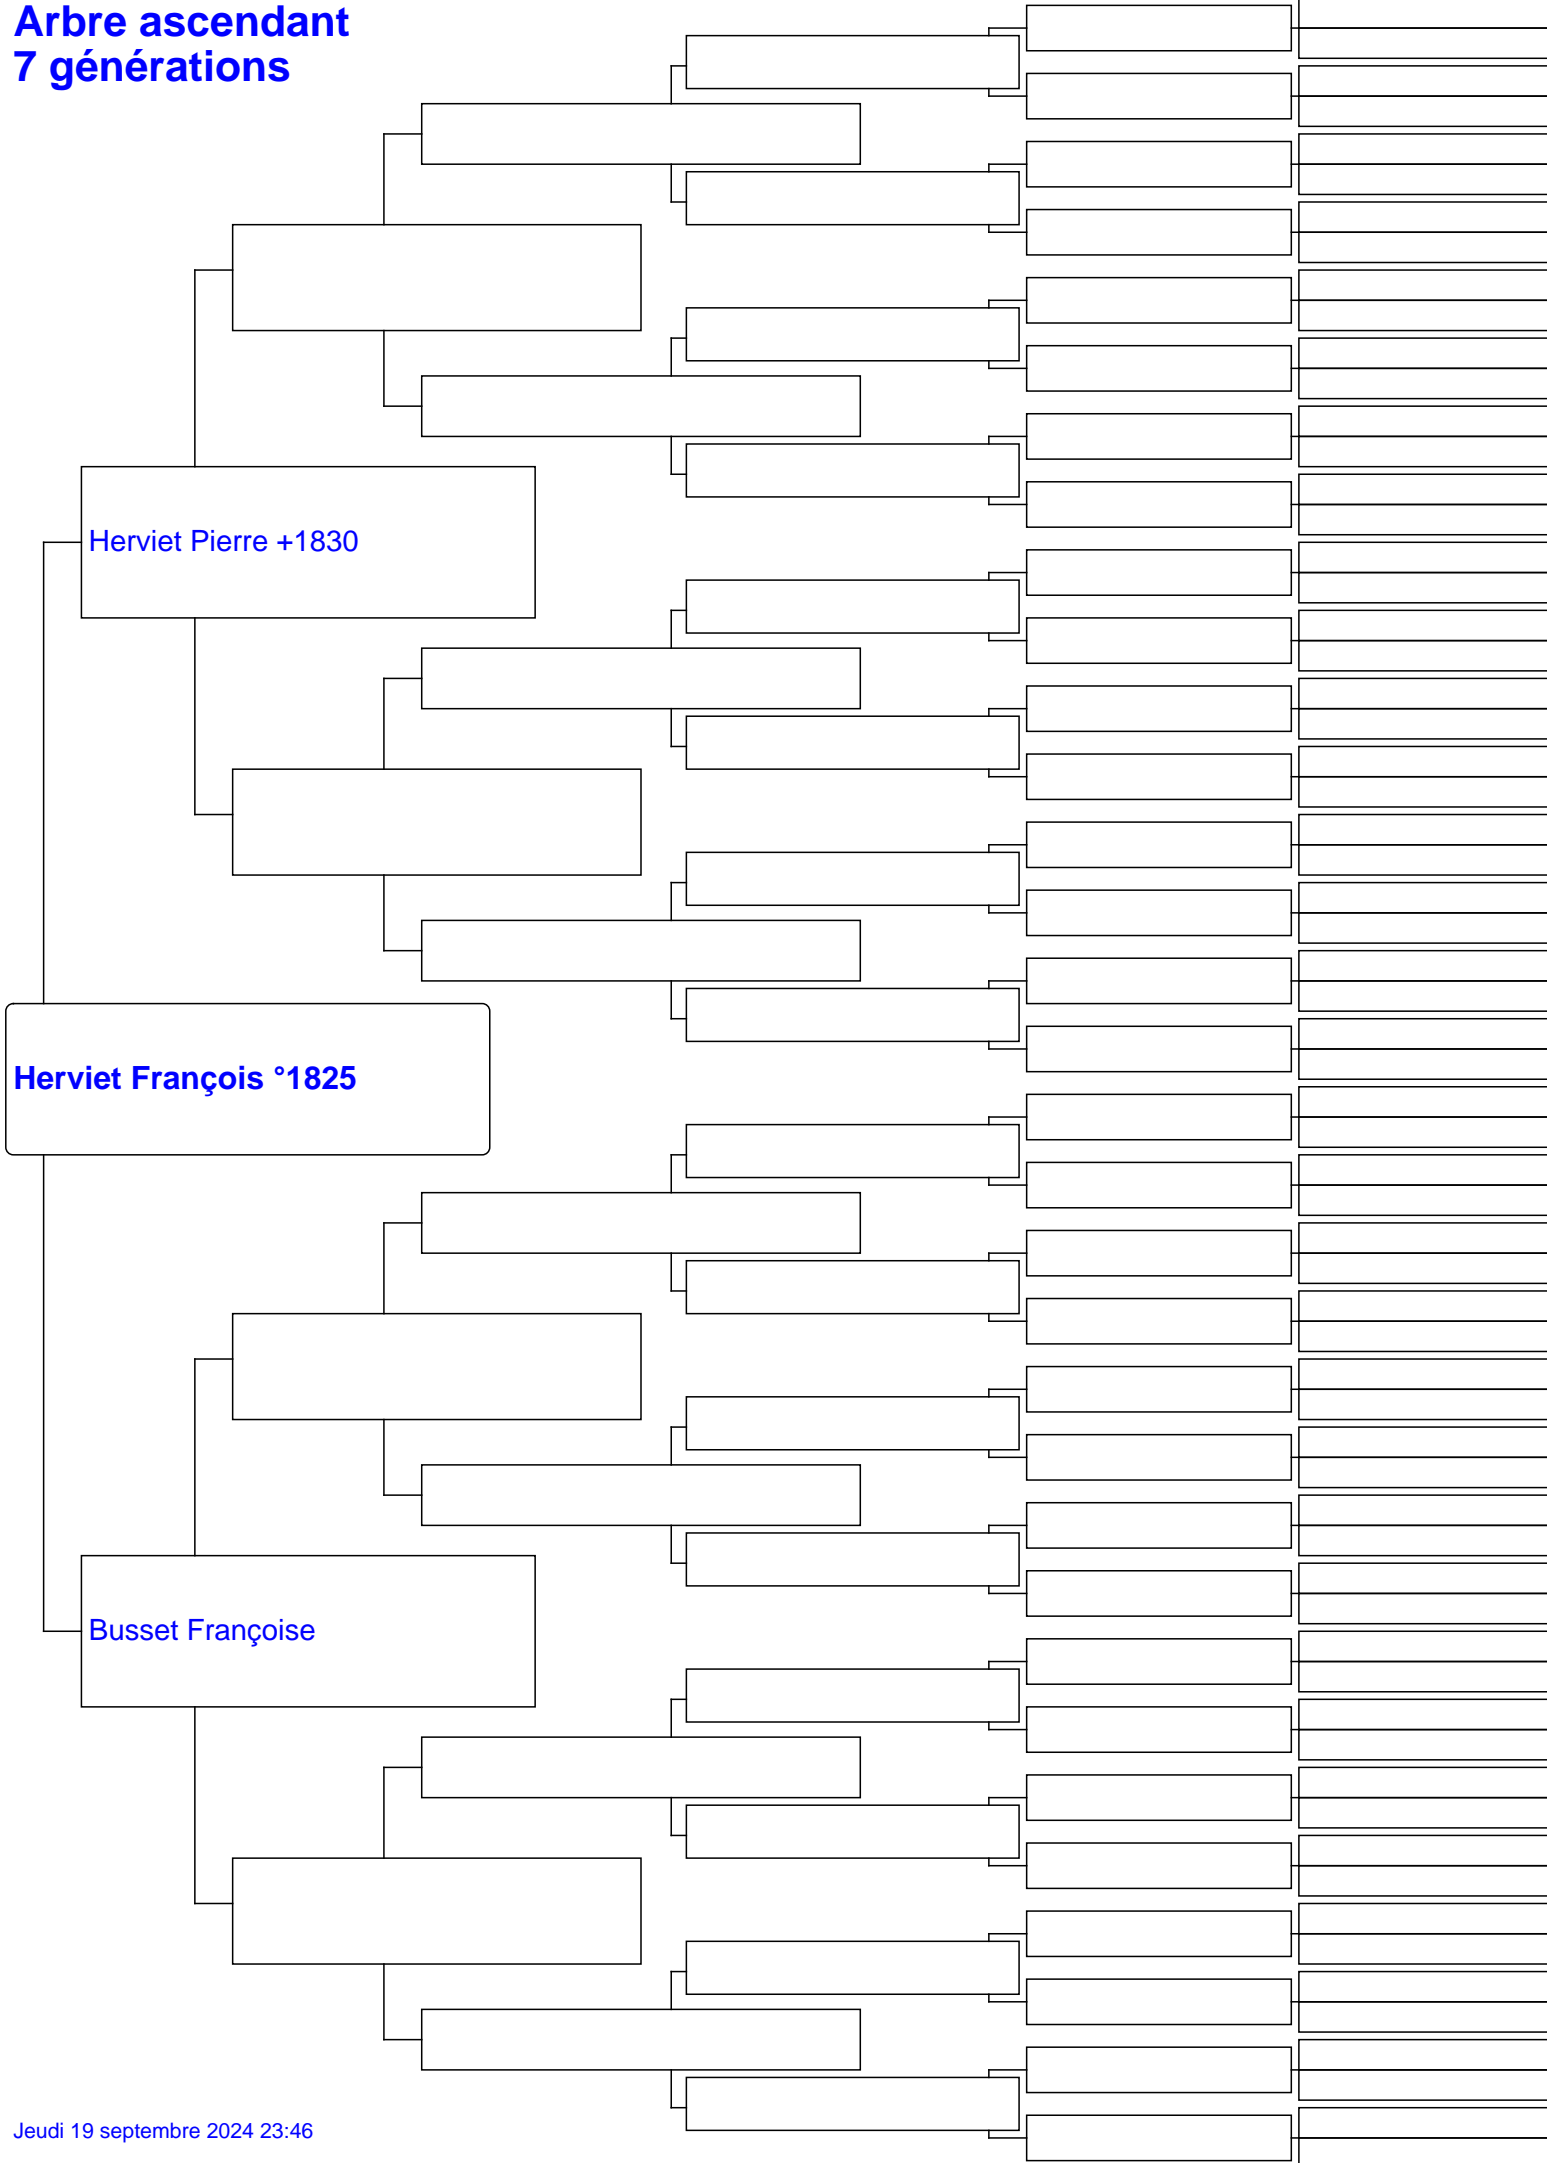 Arbre ascendant
7 générations
Herviet Pierre +1830
Herviet François °1825
Busset Françoise
Jeudi 19 septembre 2024 23:46